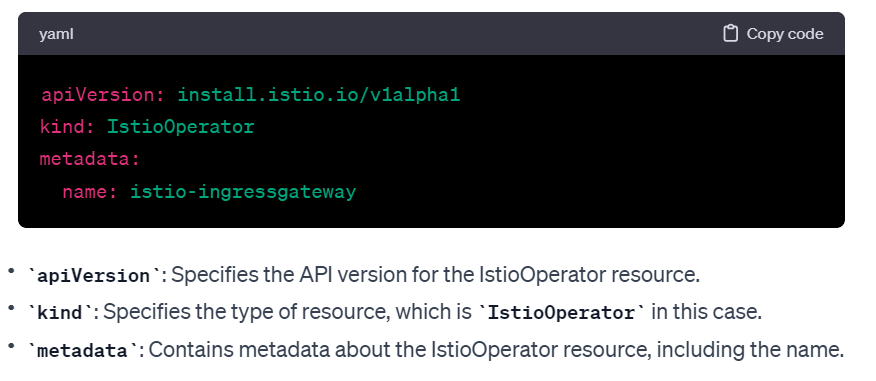 yaml Copy code
apiVersion: install.istio.io/v1alpha1
kind: IstioOperator
metadata:
  name: istio-ingressgateway
• `apiVersion`: Specifies the API version for the IstioOperator resource.
• `kind`: Specifies the type of resource, which is `IstioOperator` in this case.
• `metadata`: Contains metadata about the IstioOperator resource, including the name.